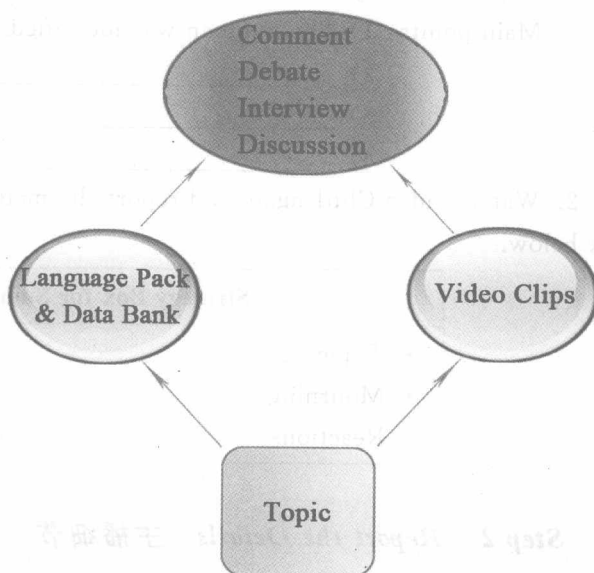 Comment
Debate
Interview
Discussion
Language Pack
& Data Bank
Video Clips
Topic